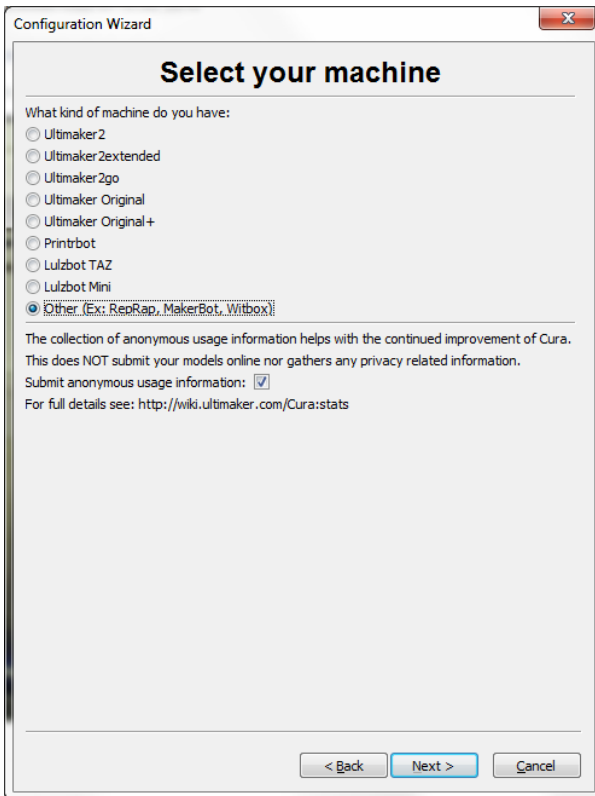 Configuration Wizard
Select your machine
What kind of machine do you have:
Ultimaker2
Ultimaker2extended
Ultimaker2go
Ultimaker Original
Ultimaker Original+
Printrbot
Lulzbot TAZ
Lulzbot Mini
Other (Ex: RepRap, MakerBot, Witbox)
The collection of anonymous usage information helps with the continued improvement of Cura.
This does NOT submit your models online nor gathers any privacy related information.
Submit anonymous usage information:
For full details see: http://wiki.ultimaker.com/Cura:stats
< Back Next > Cancel